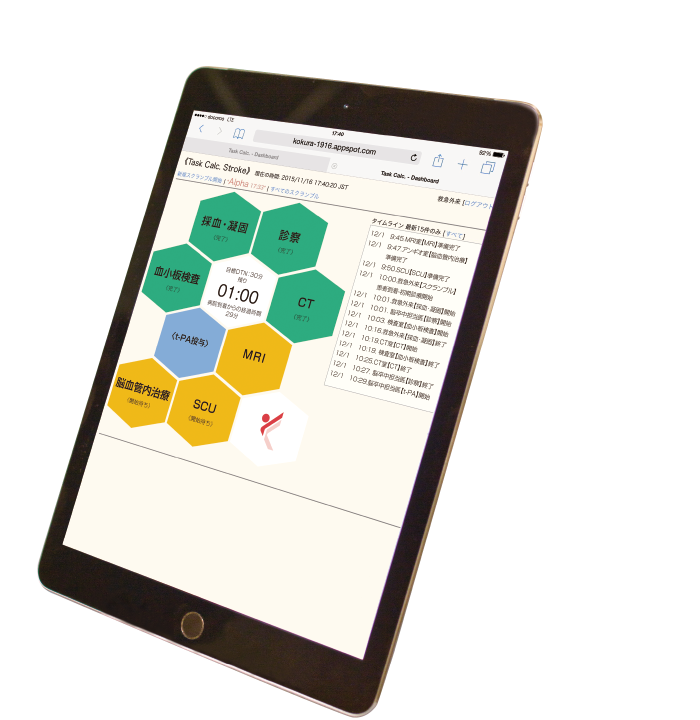 docomo LTE
17:40
92%
kokura-1916.appspot.com
Task Calc. - Dashboard
Task Calc. - Dashboard
《Task Calc. Stroke》 現在の時間: 2015/11/16 17:40:20 JST
救急外来 [ログアウト
新規スクランブル開始 | "Alpha 17:33" | すべてのスクランブル
採血・凝固
(完了)
診察
(完了)
血小板検査
(完了)
目標DTN :30分
残り
01:00
病院到着からの経過時間
29分
CT
(完了)
〈t-PA投与〉
MRI
脳血管内治療
(開始待ち)
SCU
(開始待ち)
タイムライン 最新15件のみ [すべて]
12/1 9:45 MRI室【MRI】準備完了
12/1 9:47.アンギオ室【脳血管内治療】
準備完了
12/1 9:50.SCU【SCU】準備完了
12/1 10:00.救急外来【スクランブル】
患者到着・初期診療開始
12/1 10:01.救急外来【採血・凝固】開始
12/1 10:01. 脳卒中担当医【診察】開始
12/1 10:03. 検査室【血小板検査】開始
12/1 10:16.救急外来【採血・凝固】終了
12/1 10:19.CT室【CT】開始
12/1 10:19. 検査室【血小板検査】終了
12/1 10:25.CT室【CT】終了
12/1 10:27. 脳卒中担当医【診察】終了
12/1 10:29.脳卒中担当医【t-PA】開始